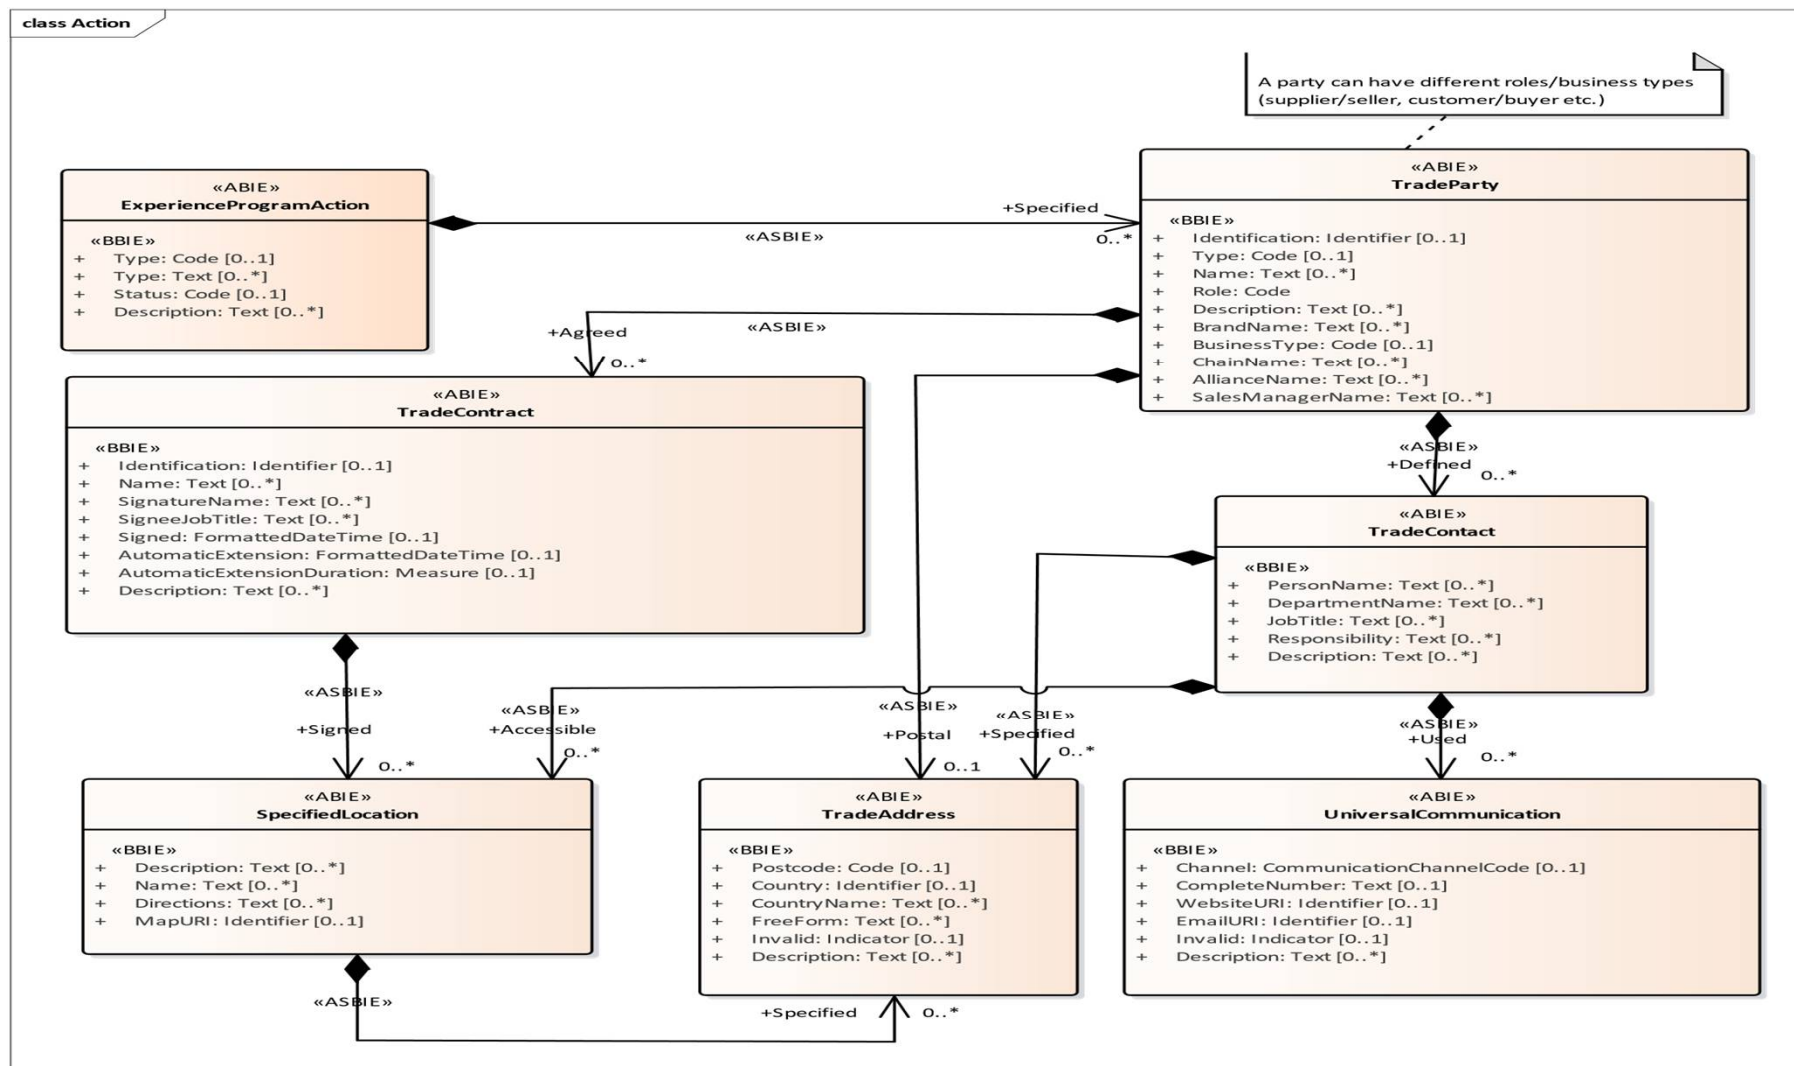 class Action
A party can have different roles/business types
(supplier/seller, customer/buyer etc.)
«ABIE»
ExperienceProgramAction
«BBIE»
+ Type: Code [0..1]
+ Type: Text [0..*]
+ Status: Code [0..1]
+ Description: Text [0..*]
+Specified
«ASBIE»
0..*
«ABIE»
TradeParty
«BBIE»
+ Identification: Identifier [0..1]
+ Type: Code [0..1]
+ Name: Text [0..*]
+ Role: Code
+ Description: Text [0..*]
+ BrandName: Text [0..*]
+ BusinessType: Code [0..1]
+ ChainName: Text [0..*]
+ AllianceName: Text [0..*]
+ SalesManagerName: Text [0..*]
+Agreed
«ASBIE»
0..*
«ABIE»
TradeContract
«BBIE»
+ Identification: Identifier [0..1]
+ Name: Text [0..*]
+ SignatureName: Text [0..*]
+ SigneeJobTitle: Text [0..*]
+ Signed: FormattedDateTime [0..1]
+ AutomaticExtension: FormattedDateTime [0..1]
+ AutomaticExtensionDuration: Measure [0..1]
+ Description: Text [0..*]
«ASBIE»
+Defined
0..*
«ABIE»
TradeContact
«BBIE»
+ PersonName: Text [0..*]
+ DepartmentName: Text [0..*]
+ JobTitle: Text [0..*]
+ Responsibility: Text [0..*]
+ Description: Text [0..*]
«ASBIE»
+Signed
0..*
«ASBIE»
+Accessible
0..*
«ASBIE»
+Postal
0..1
«ASBIE»
+Specified
0..*
«ASBIE»
+Used
0..*
«ABIE»
SpecifiedLocation
«BBIE»
+ Description: Text [0..*]
+ Name: Text [0..*]
+ Directions: Text [0..*]
+ MapURI: Identifier [0..1]
«ABIE»
TradeAddress
«BBIE»
+ Postcode: Code [0..1]
+ Country: Identifier [0..1]
+ CountryName: Text [0..*]
+ FreeForm: Text [0..*]
+ Invalid: Indicator [0..1]
+ Description: Text [0..*]
«ABIE»
UniversalCommunication
«BBIE»
+ Channel: CommunicationChannelCode [0..1]
+ CompleteNumber: Text [0..1]
+ WebsiteURI: Identifier [0..1]
+ EmailURI: Identifier [0..1]
+ Invalid: Indicator [0..1]
+ Description: Text [0..*]
«ASBIE»
+Specified
0..*